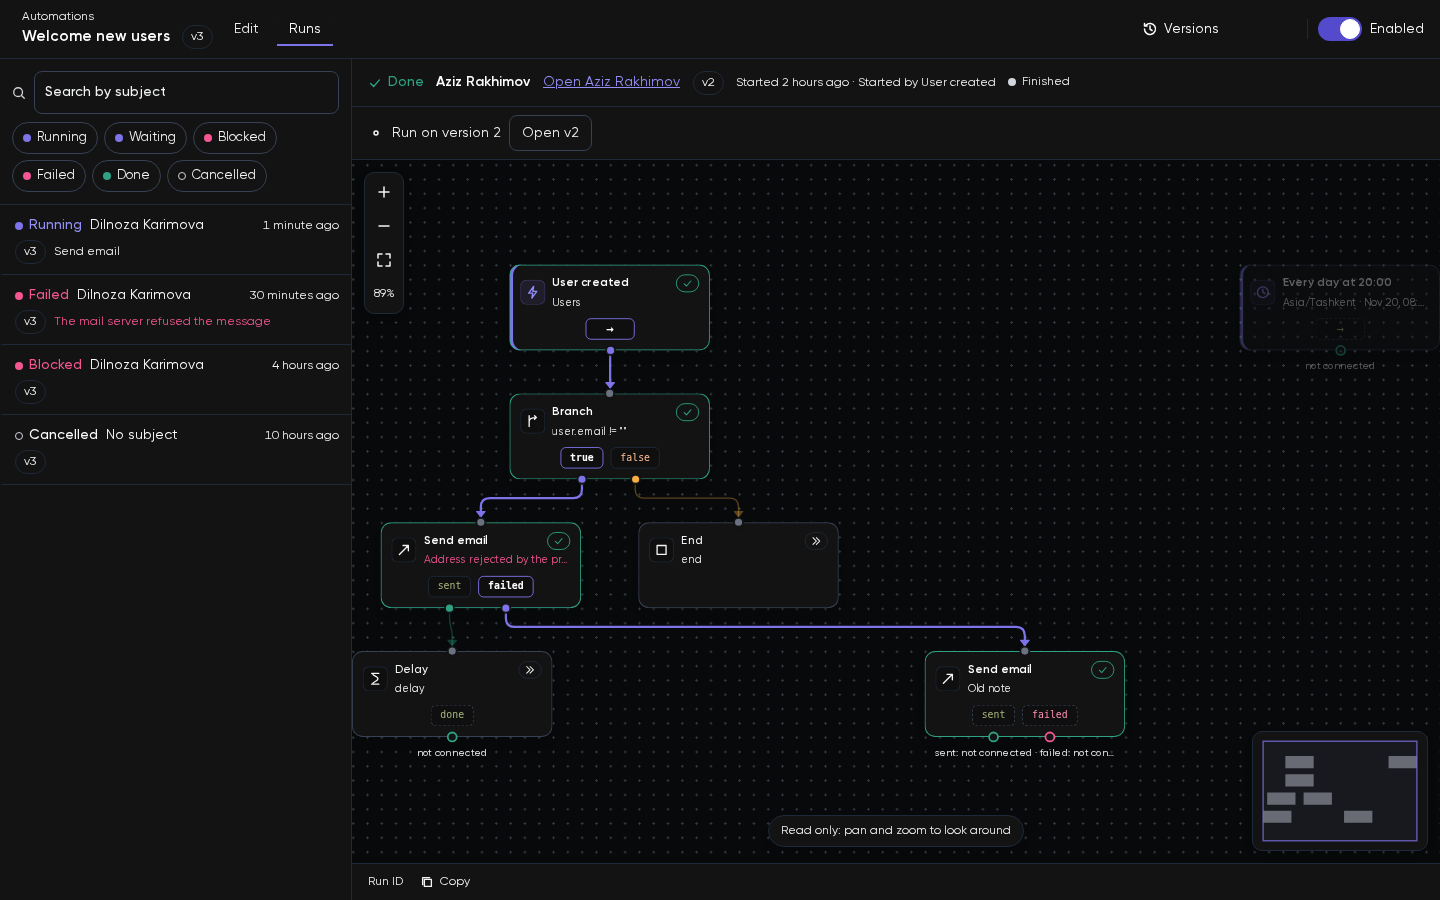 Automations
Welcome new users v3
Edit
Runs
Versions
Enabled
Search by subject
Running
Waiting
Blocked
Failed
Done
Cancelled
Running Dilnoza Karimova 1 minute ago
v3 Send email
Failed Dilnoza Karimova 30 minutes ago
v3 The mail server refused the message
Blocked Dilnoza Karimova 4 hours ago
v3
Cancelled No subject 10 hours ago
v3
Done Aziz Rakhimov Open Aziz Rakhimov v2 Started 2 hours ago · Started by User created Finished
Run on version 2 Open v2
89%
User created
Users
→
Every day at 20:00
Asia/Tashkent · Nov 20, 08:...
→
not connected
Branch
user.email != ""
true false
Send email
Address rejected by the pr...
sent failed
End
end
Delay
delay
done
not connected
Send email
Old note
sent failed
sent: not connected · failed: not con...
Read only: pan and zoom to look around
Run ID Copy